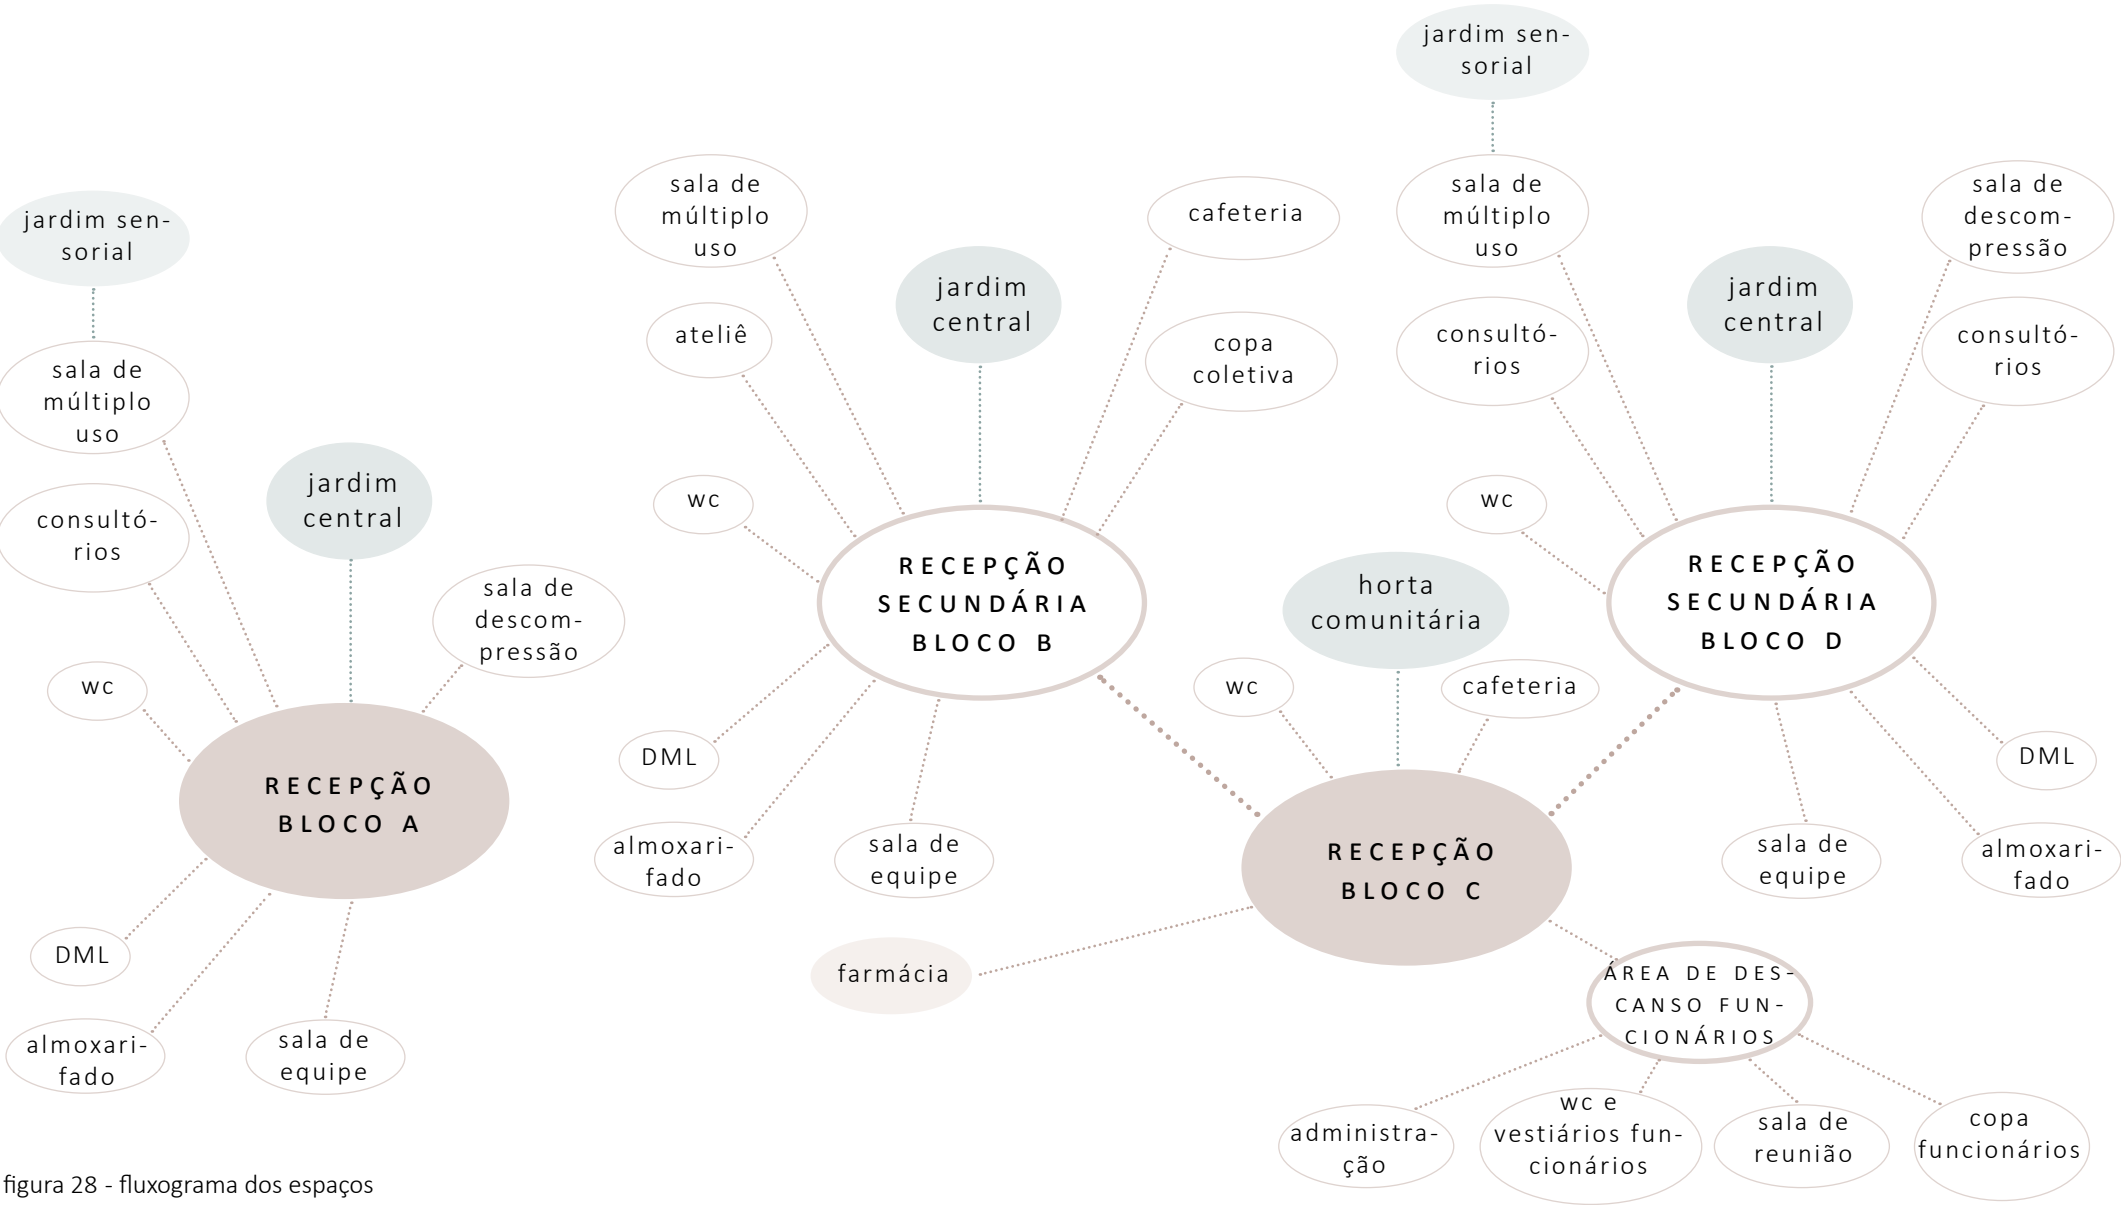 jardim sen-
sorial
sala de
múltiplo
uso
consultó-
rios
wc
jardim
central
sala de
descom-
pressão
RECEPÇÃO
BLOCO A
DML
almoxari-
fado
sala de
equipe
sala de
múltiplo
uso
ateliê
wc
jardim
central
cafeteria
copa
coletiva
RECEPÇÃO
SECUNDÁRIA
BLOCO B
DML
almoxari-
fado
sala de
equipe
farmácia
wc
horta
comunitária
cafeteria
RECEPÇÃO
BLOCO C
jardim sen-
sorial
sala de
múltiplo
uso
consultó-
rios
wc
jardim
central
sala de
descom-
pressão
consultó-
rios
RECEPÇÃO
SECUNDÁRIA
BLOCO D
DML
almoxari-
fado
sala de
equipe
ÁREA DE DES-
CANSO FUN-
CIONÁRIOS
administra-
ção
wc e
vestiários fun-
cionários
sala de
reunião
copa
funcionários
figura 28 - fluxograma dos espaços